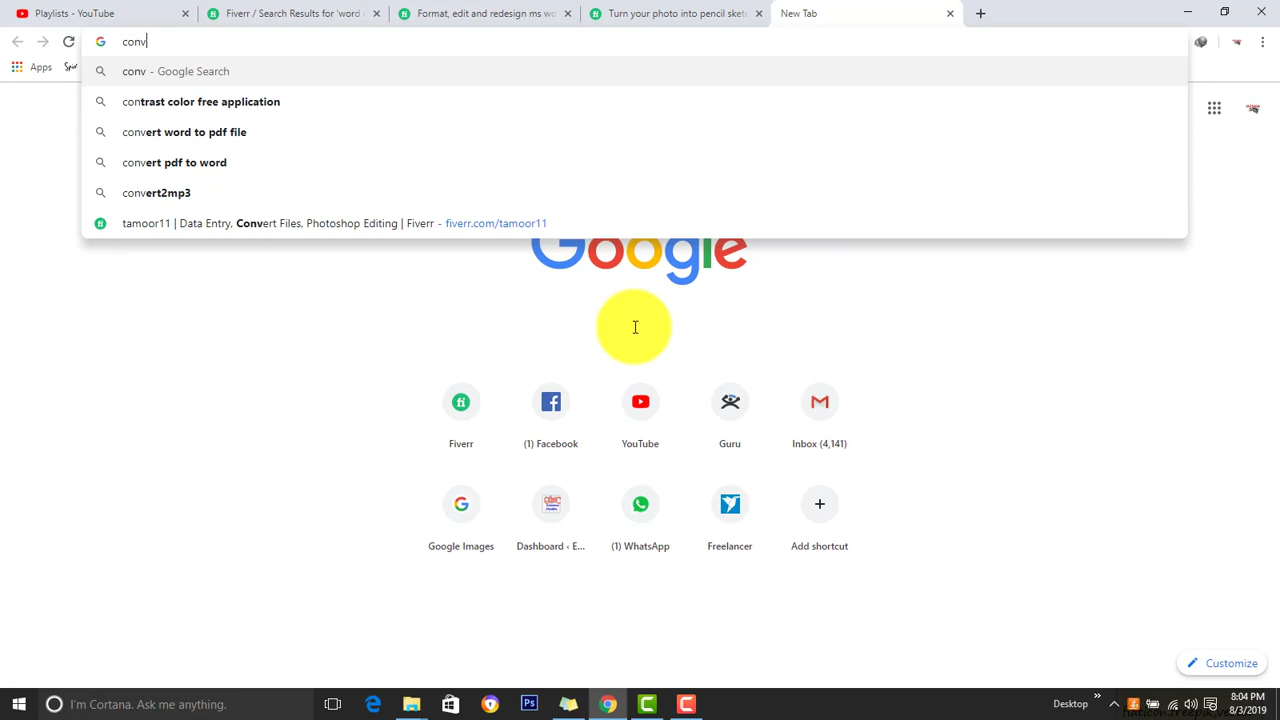 Playlists - YouTube
Fiverr / Search Results for 'word
Format, edit and redesign ms wo
Turn your photo into pencil sket
New Tab
conv
Apps
conv - Google Search
contrast color free application
convert word to pdf file
convert pdf to word
convert2mp3
tamoor11 | Data Entry, Convert Files, Photoshop Editing | Fiverr - fiverr.com/tamoor11
Google
Fiverr
(1) Facebook
YouTube
Guru
Inbox (4,141)
Google Images
Dashboard ‹ E...
(1) WhatsApp
Freelancer
Add shortcut
Customize
I'm Cortana. Ask me anything.
Ps
Desktop
8:04 PM
8/3/2019